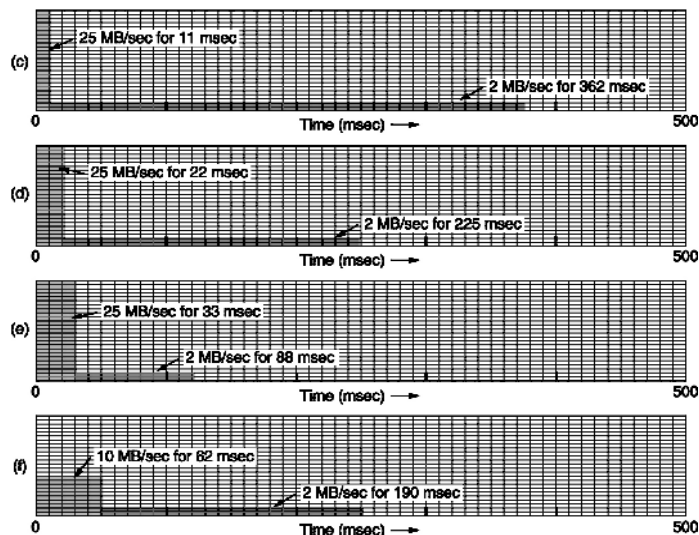 25 MB/sec for 11 msec
(c)
2 MB/sec for 362 msec
0
Time (msec)
500
25 MB/sec for 22 msec
(d)
2 MB/sec for 225 msec
0
Time (msec)
500
25 MB/sec for 33 msec
(e)
2 MB/sec for 88 msec
0
Time (msec)
500
10 MB/sec for 62 msec
(f)
2 MB/sec for 190 msec
0
Time (msec)
500